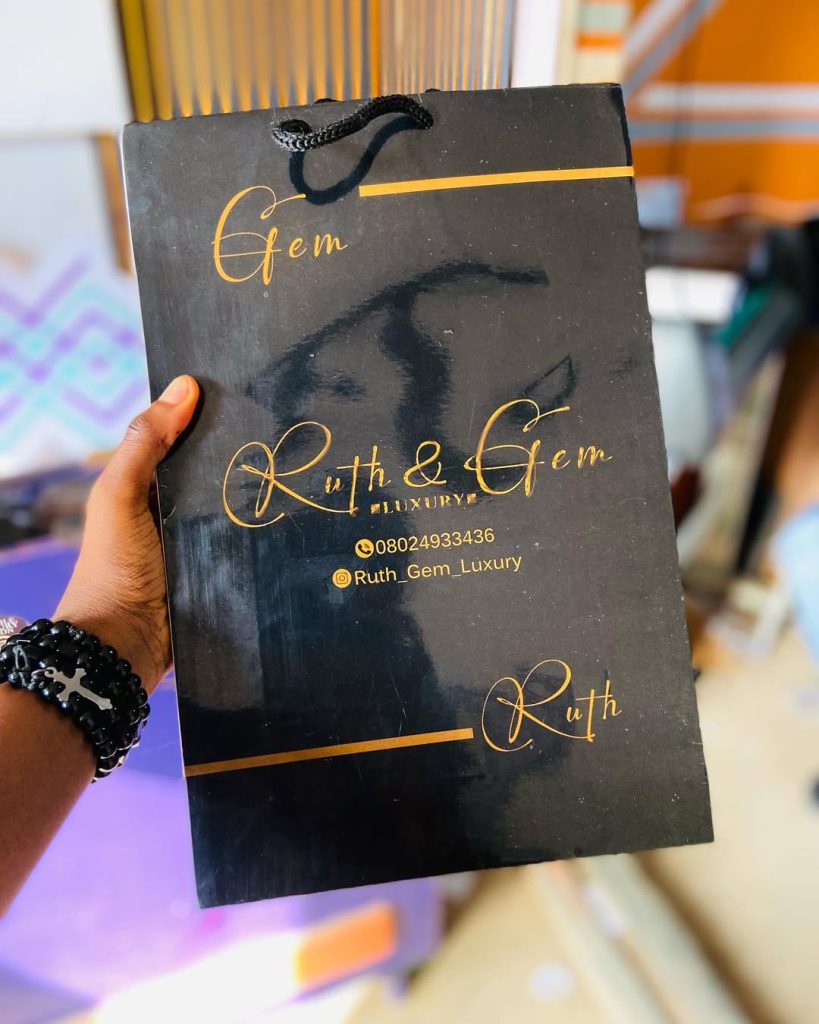 Gem
Ruth & Gem
LUXURY
08024933436
Ruth_Gem_Luxury
Ruth